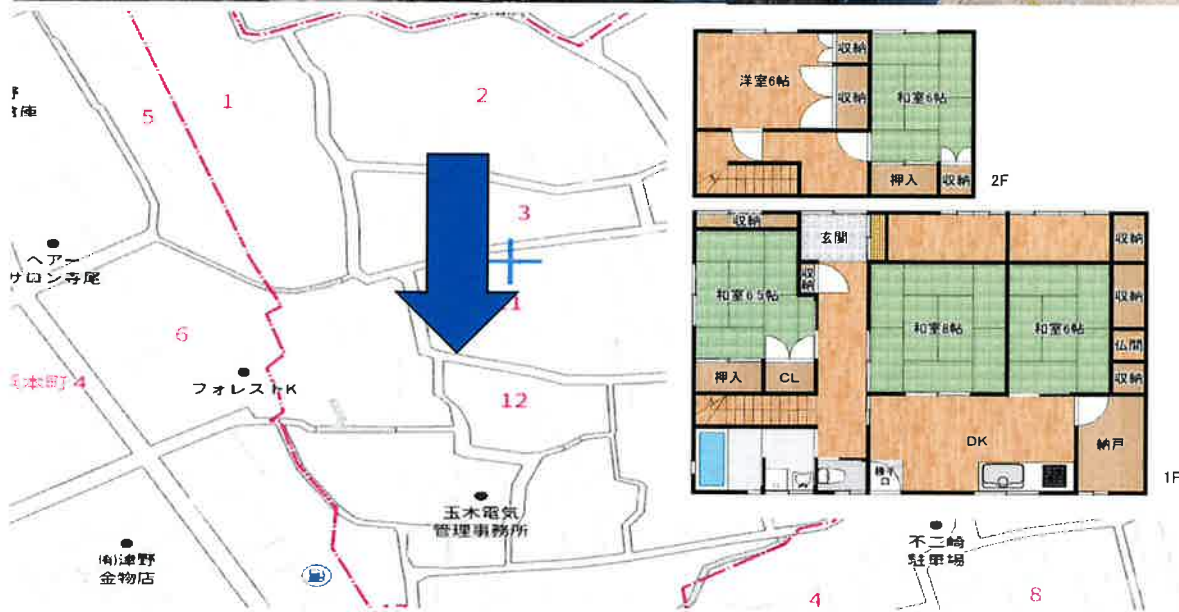 5
1
2
3
ヘアー
サロン寺尾
6
本町4
フォレストK
12
玉木電気
管理事務所
㈲津野
金物店
不二崎
駐車場
4
8
洋室6帖
収納
収納
和室6帖
押入
収納
2F
収納
玄関
収納
和室6.5帖
収納
和室8帖
和室6帖
収納
仏間
収納
押入
CL
DK
納戸
勝手
口
1F